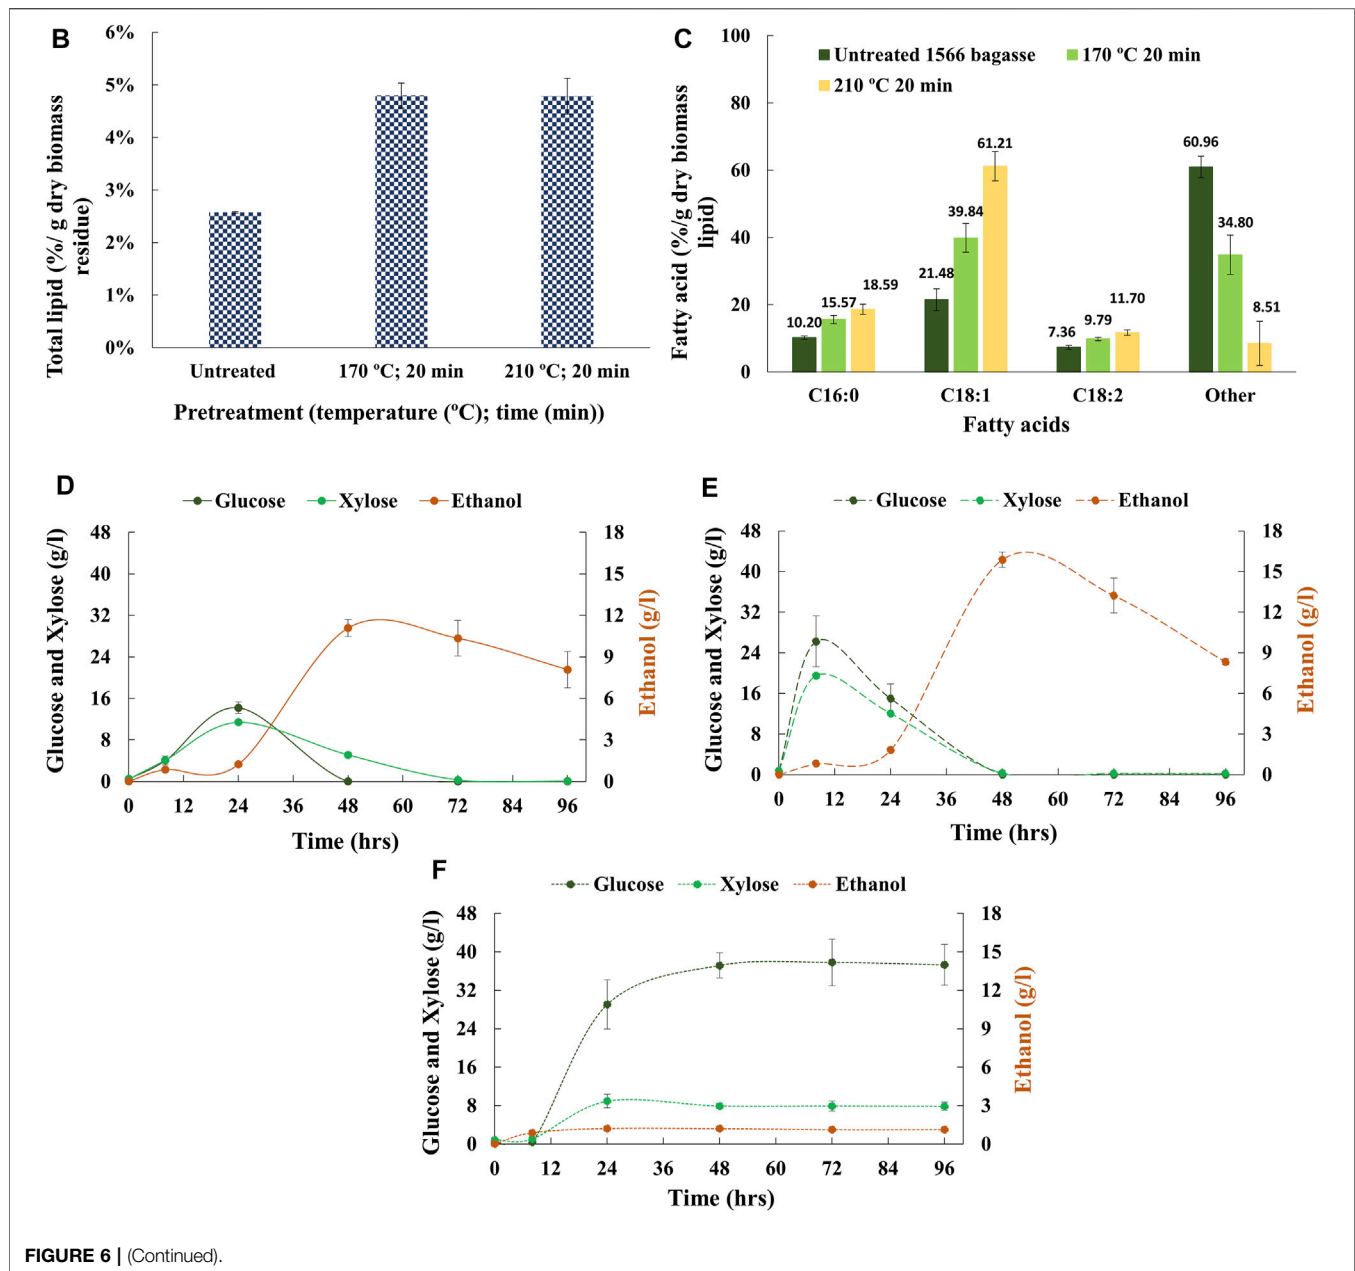 B
6%
5%
4%
3%
2%
1%
0%
Total lipid (%/ g dry biomass
residue)
Untreated
170 ºC; 20 min
210 ºC; 20 min
Pretreatment (temperature (ºC); time (min))
C
100
80
60
40
20
0
Fatty acid (%/g dry biomass
lipid)
Untreated 1566 bagasse
170 ºC 20 min
210 ºC 20 min
10.20
15.57
18.59
21.48
39.84
61.21
7.36
9.79
11.70
60.96
34.80
8.51
C16:0
C18:1
C18:2
Other
Fatty acids
D
Glucose
Xylose
Ethanol
48
40
32
24
16
8
0
Glucose and Xylose (g/l)
18
15
12
9
6
3
0
Ethanol (g/l)
0 12 24 36 48 60 72 84 96
Time (hrs)
E
Glucose
Xylose
Ethanol
48
40
32
24
16
8
0
Glucose and Xylose (g/l)
18
15
12
9
6
3
0
Ethanol (g/l)
0 12 24 36 48 60 72 84 96
Time (hrs)
F
Glucose
Xylose
Ethanol
48
40
32
24
16
8
0
Glucose and Xylose (g/l)
18
15
12
9
6
3
0
Ethanol (g/l)
0 12 24 36 48 60 72 84 96
Time (hrs)
FIGURE 6 | (Continued).